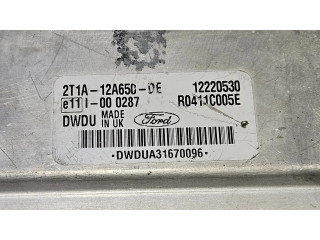 2T1A-12A650-DE 12220530
e11 I-00 0287 R0411C005E
DWDU MADE IN UK Ford
·DWDUA31670096·